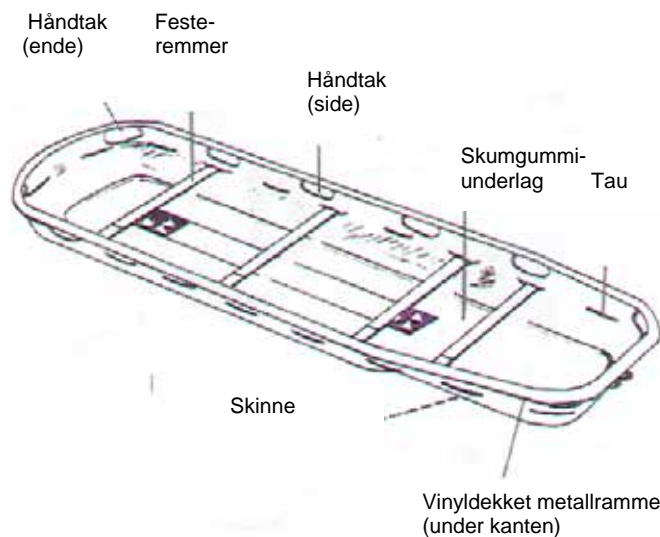 Håndtak
(ende)
Feste-
remmer
Håndtak
(side)
Skumgummi-
underlag
Tau
Skinne
Vinyldekket metallramme
(under kanten)